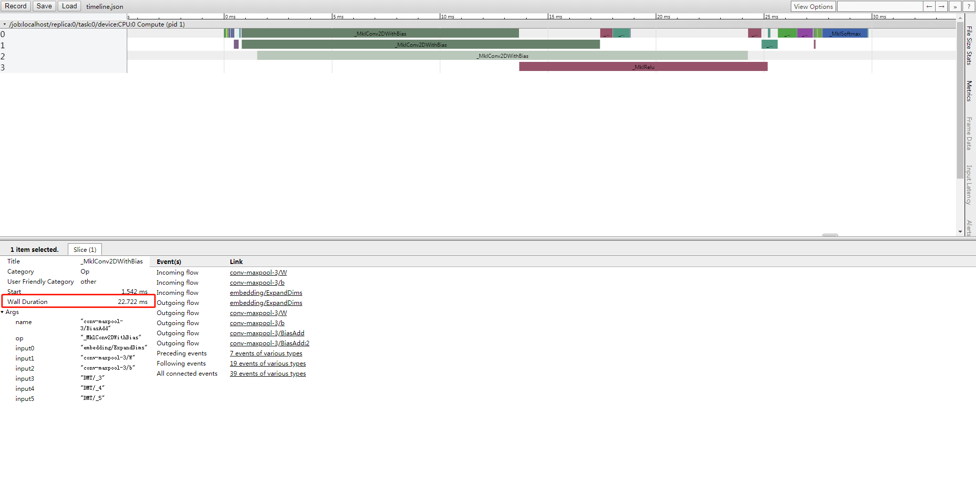 Record Save Load timeline.json View Options ← → » ?
0 ms 5 ms 10 ms 15 ms 20 ms 25 ms 30 ms
/job:localhost/replica:0/task:0/device:CPU:0 Compute (pid 1)
0 _MklConv2DWithBias _MklSoftmax
1 _MklConv2DWithBias
2 _MklConv2DWithBias
3 _MklRelu
File Size Stats
Metrics
Frame Data
Input Latency
Alerts
1 item selected. Slice (1)
Title _MklConv2DWithBias Event(s) Link
Category Op Incoming flow conv-maxpool-3/W
User Friendly Category other Incoming flow conv-maxpool-3/b
Start 1.542 ms Incoming flow embedding/ExpandDims
Wall Duration 22.722 ms Outgoing flow embedding/ExpandDims
Args Outgoing flow conv-maxpool-3/W
name "conv-maxpool-3/BiasAdd" Outgoing flow conv-maxpool-3/b
op "_MklConv2DWithBias" Outgoing flow conv-maxpool-3/BiasAdd
input0 "embedding/ExpandDims" Outgoing flow conv-maxpool-3/BiasAdd:2
input1 "conv-maxpool-3/W" Preceding events 7 events of various types
input2 "conv-maxpool-3/b" Following events 19 events of various types
input3 "DMT/_3" All connected events 39 events of various types
input4 "DMT/_4"
input5 "DMT/_5"